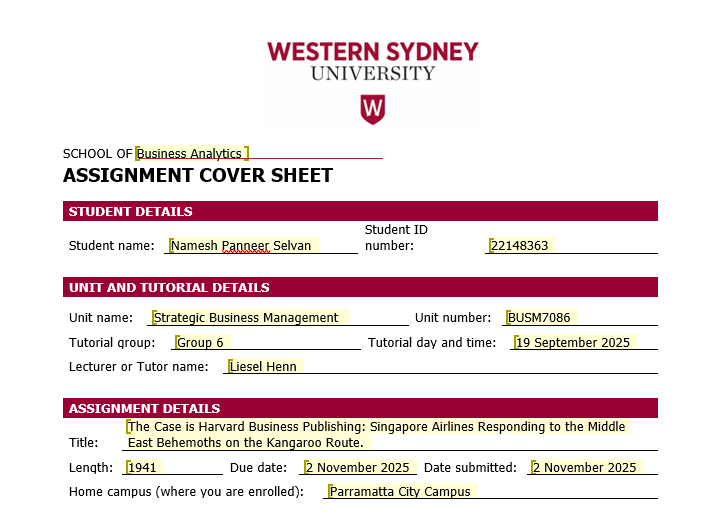 WESTERN SYDNEY
UNIVERSITY
W
SCHOOL OF Business Analytics
ASSIGNMENT COVER SHEET
STUDENT DETAILS
Student name: Namesh Panneer Selvan Student ID number: 22148363
UNIT AND TUTORIAL DETAILS
Unit name: Strategic Business Management Unit number: BUSM7086
Tutorial group: Group 6 Tutorial day and time: 19 September 2025
Lecturer or Tutor name: Liesel Henn
ASSIGNMENT DETAILS
Title: The Case is Harvard Business Publishing: Singapore Airlines Responding to the Middle
East Behemoths on the Kangaroo Route.
Length: 1941 Due date: 2 November 2025 Date submitted: 2 November 2025
Home campus (where you are enrolled): Parramatta City Campus